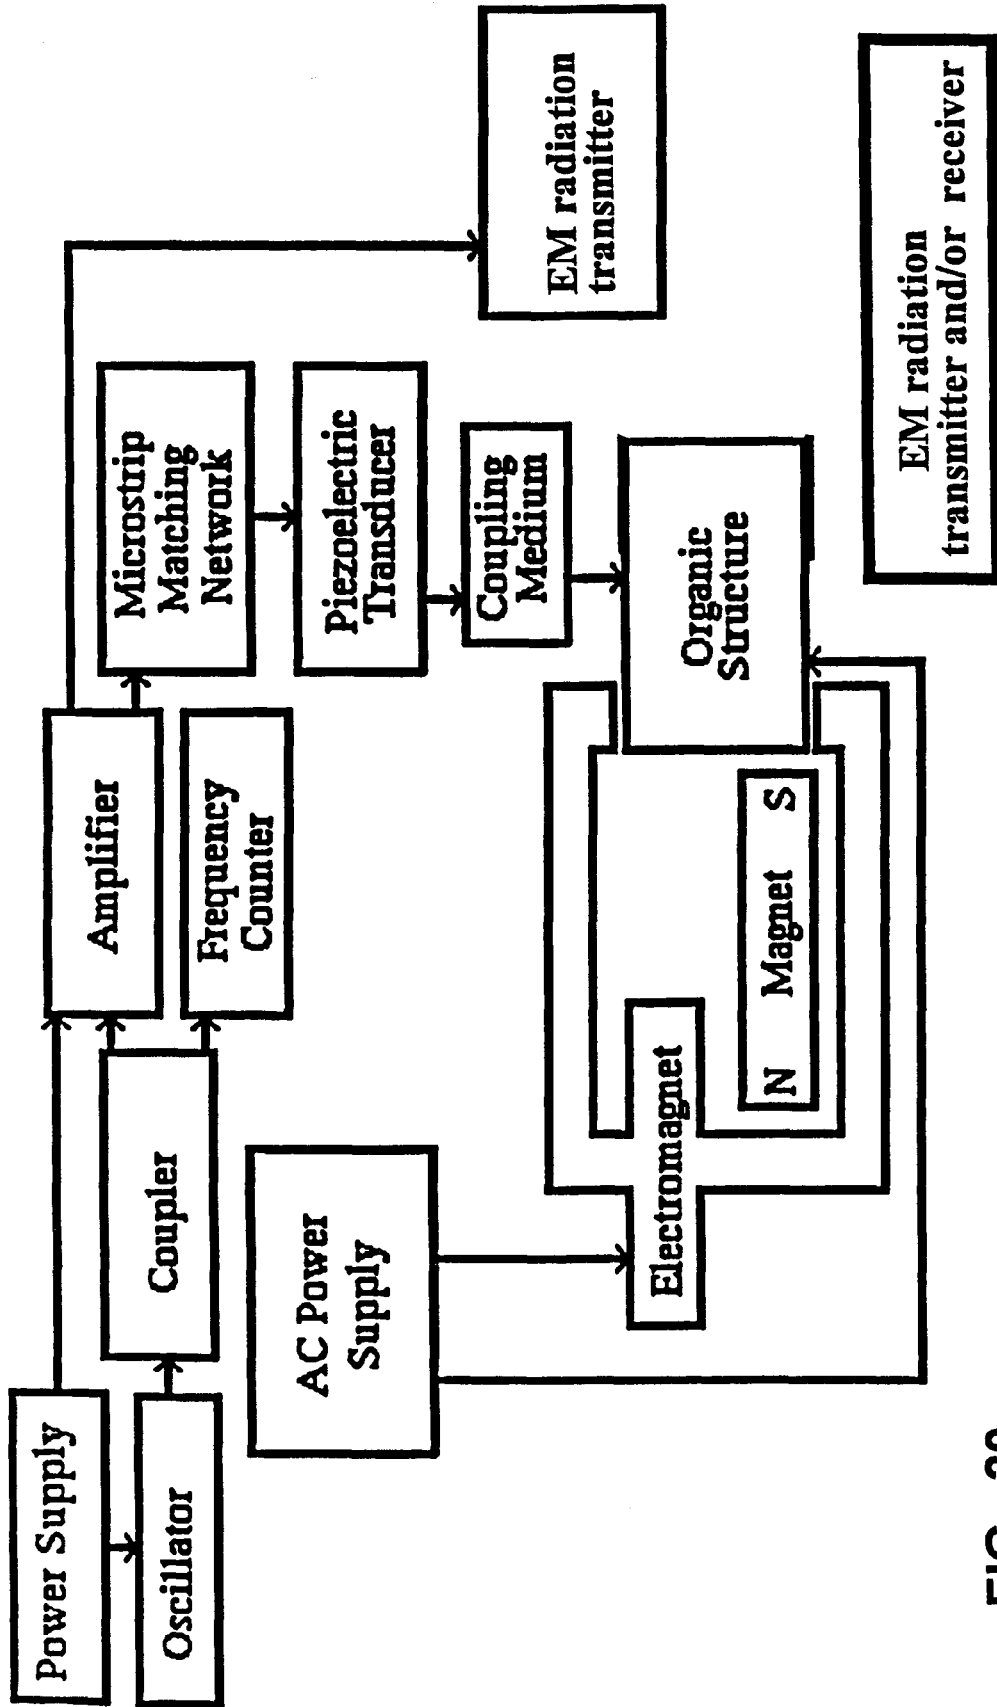 Power Supply
Oscillator
Coupler
Amplifier
Frequency
Counter
Microstrip
Matching
Network
Piezoelectric
Transducer
Coupling
Medium
EM radiation
transmitter
AC Power
Supply
Electromagnet
N Magnet S
Organic
Structure
EM radiation
transmitter and/or receiver
FIG